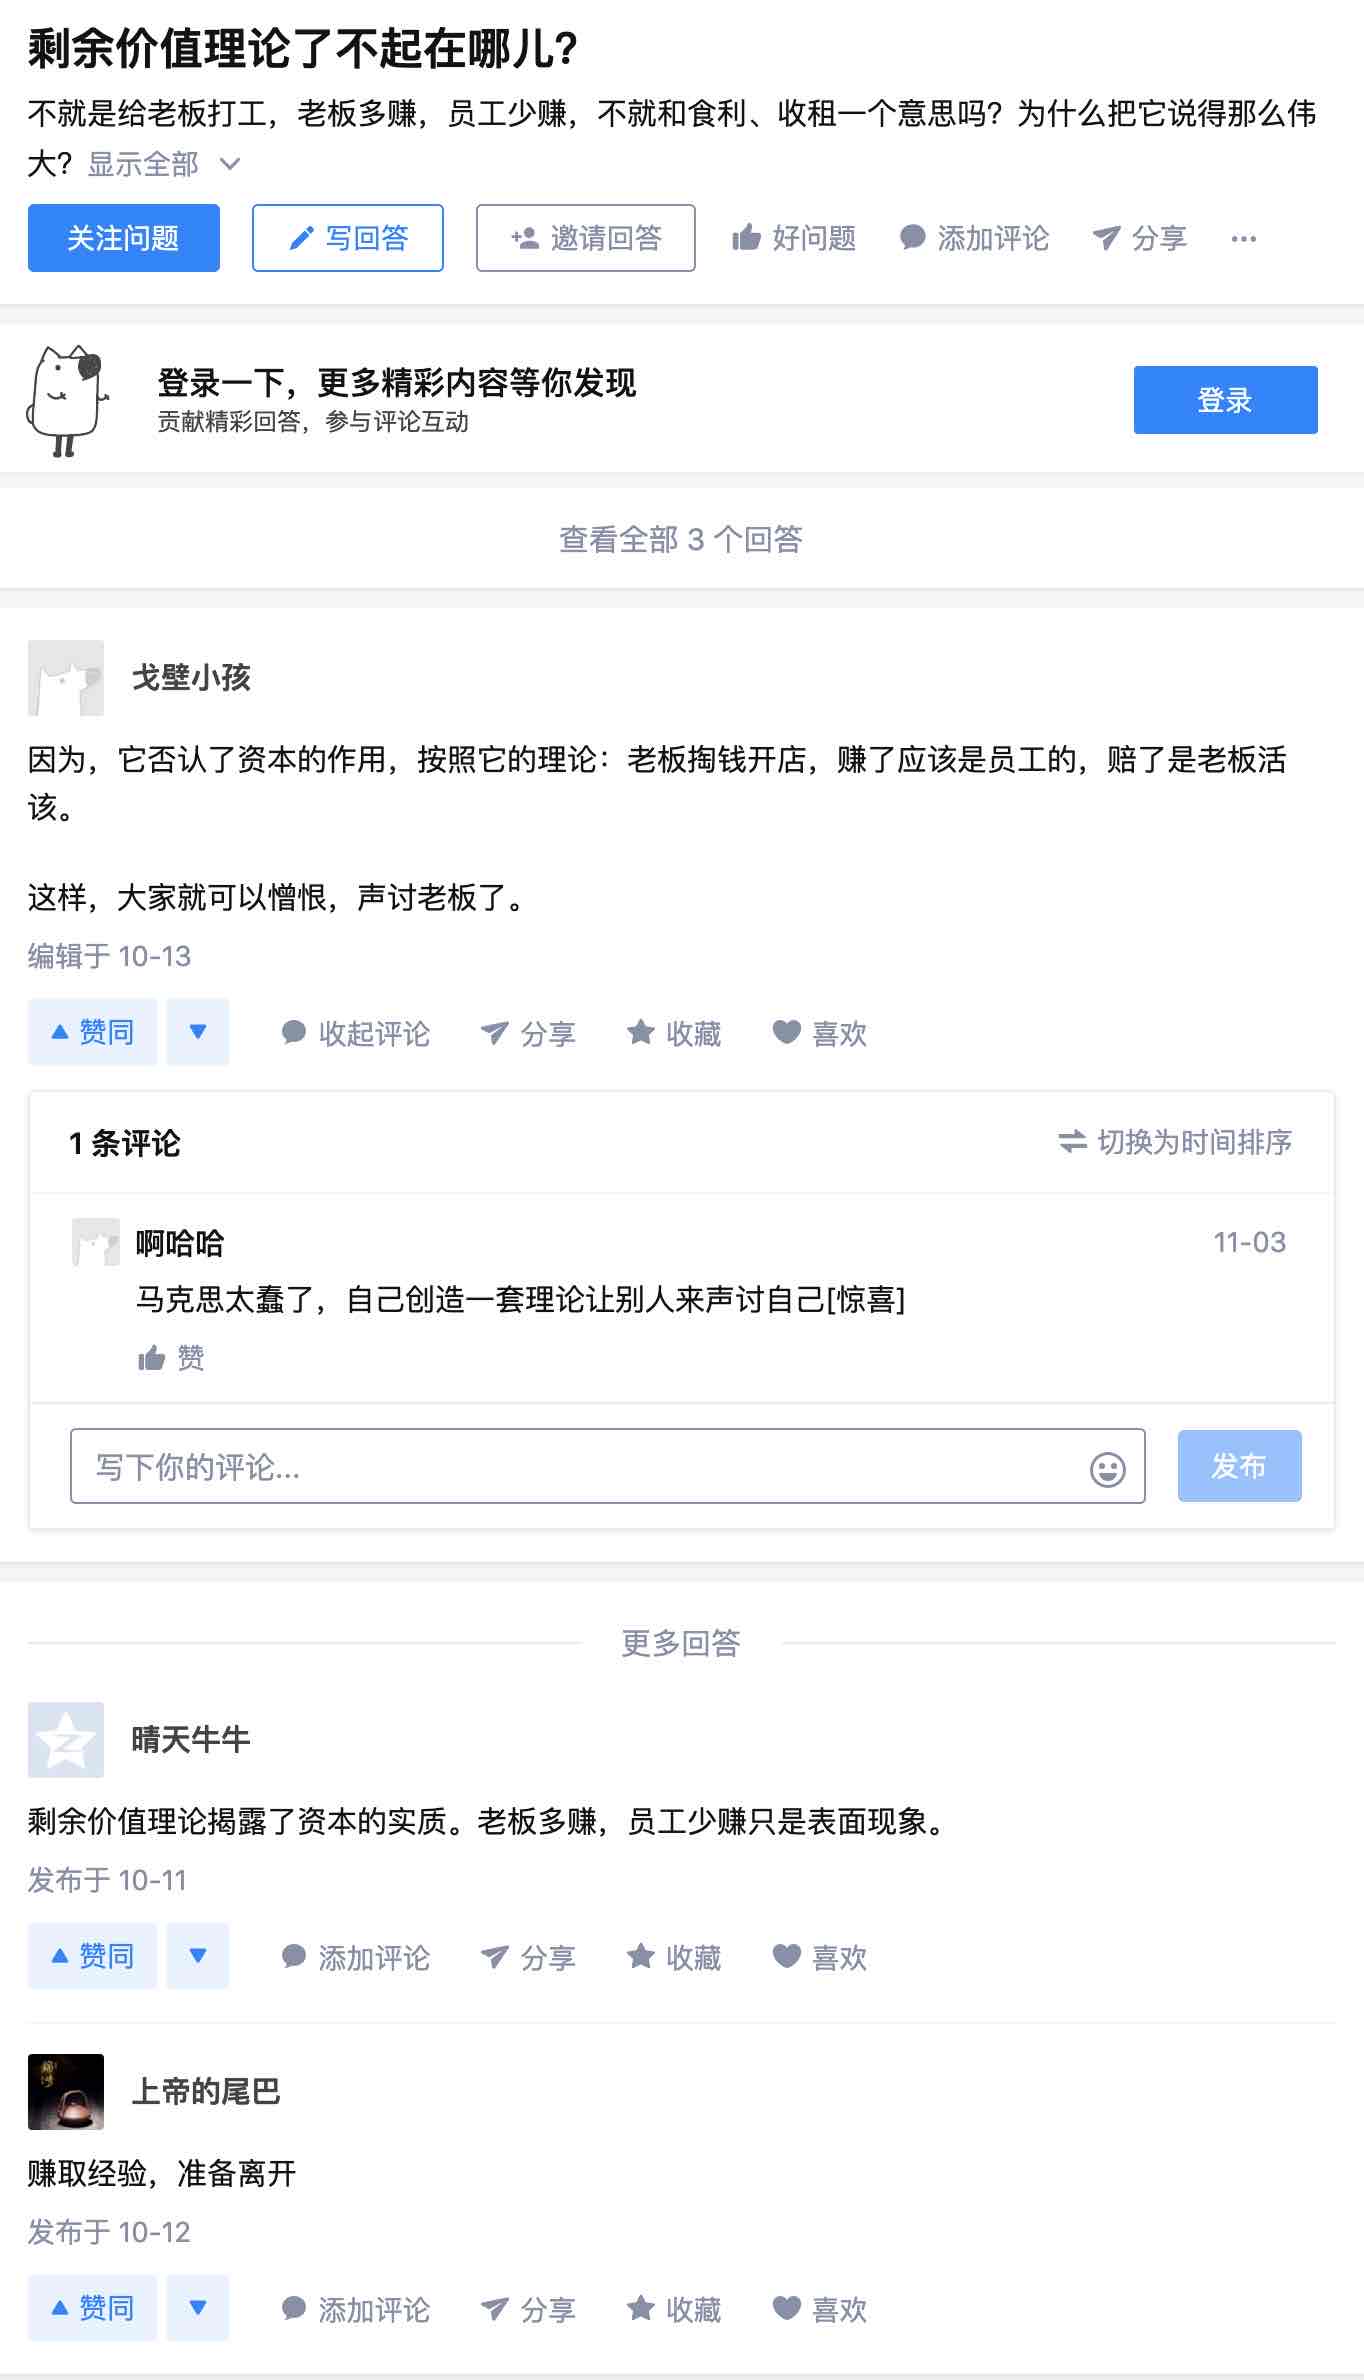 剩余价值理论了不起在哪儿?
不就是给老板打工，老板多赚，员工少赚，不就和食利、收租一个意思吗？为什么把它说得那么伟
大? 显示全部
关注问题 写回答 邀请回答 好问题 添加评论 分享 ...
登录一下，更多精彩内容等你发现
贡献精彩回答，参与评论互动
登录
查看全部 3 个回答
戈壁小孩
因为，它否认了资本的作用，按照它的理论：老板掏钱开店，赚了应该是员工的，赔了是老板活
该。
这样，大家就可以憎恨，声讨老板了。
编辑于 10-13
赞同 收起评论 分享 收藏 喜欢
1 条评论 切换为时间排序
啊哈哈 11-03
马克思太蠢了，自己创造一套理论让别人来声讨自己[惊喜]
赞
写下你的评论... 发布
更多回答
晴天牛牛
剩余价值理论揭露了资本的实质。老板多赚，员工少赚只是表面现象。
发布于 10-11
赞同 添加评论 分享 收藏 喜欢
上帝的尾巴
赚取经验，准备离开
发布于 10-12
赞同 添加评论 分享 收藏 喜欢